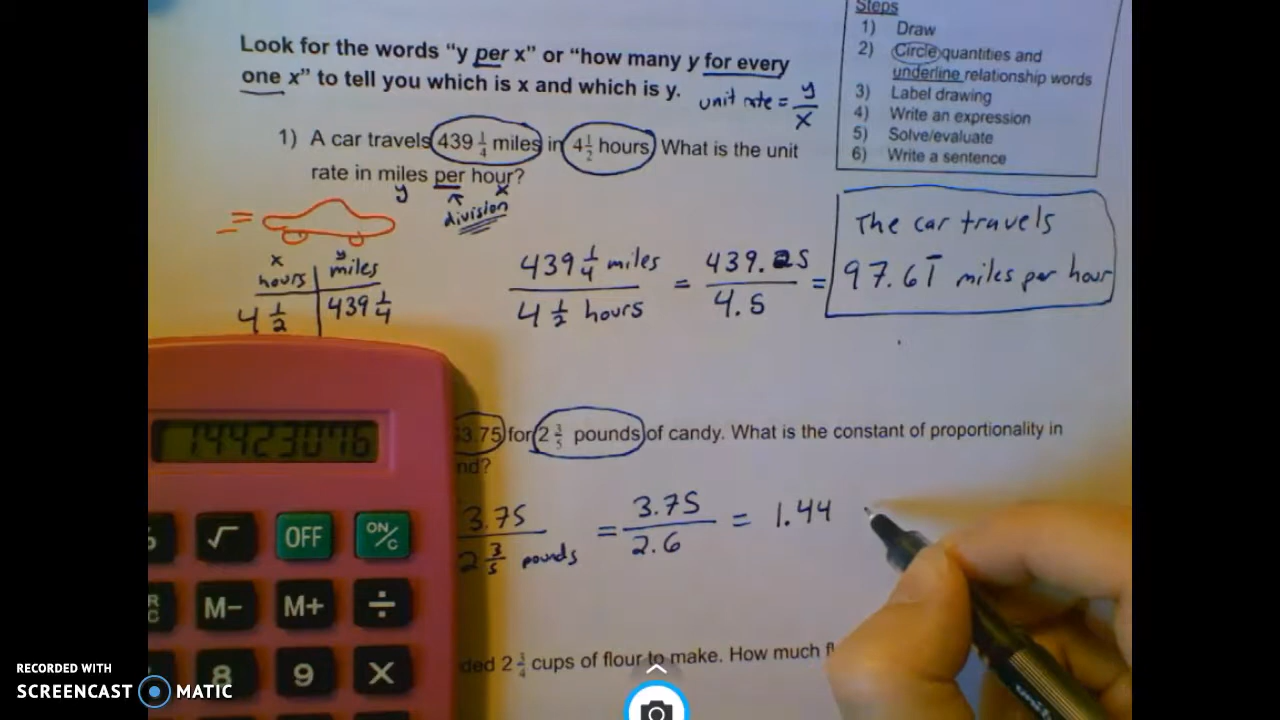 Steps
1) Draw
2) Circle quantities and
underline relationship words
3) Label drawing
4) Write an expression
5) Solve/evaluate
6) Write a sentence
Look for the words “y per x” or “how many y for every
one x” to tell you which is x and which is y.
unit rate = y/x
1) A car travels 439 1/4 miles in 4 1/2 hours. What is the unit
rate in miles per hour?
y x
division
x y
hours miles
4 1/2 439 1/4
439 1/4 miles / 4 1/2 hours = 439.25 / 4.5 =
The car travels
97.61̅ miles per hour
3.75 for 2 3/5 pounds of candy. What is the constant of proportionality in
nd?
3.75 / 2 3/5 pounds = 3.75 / 2.6 = 1.44
ded 2 3/4 cups of flour to make. How much
√ OFF ON/C
M− M+ ÷
8 9 X
RECORDED WITH
SCREENCAST MATIC